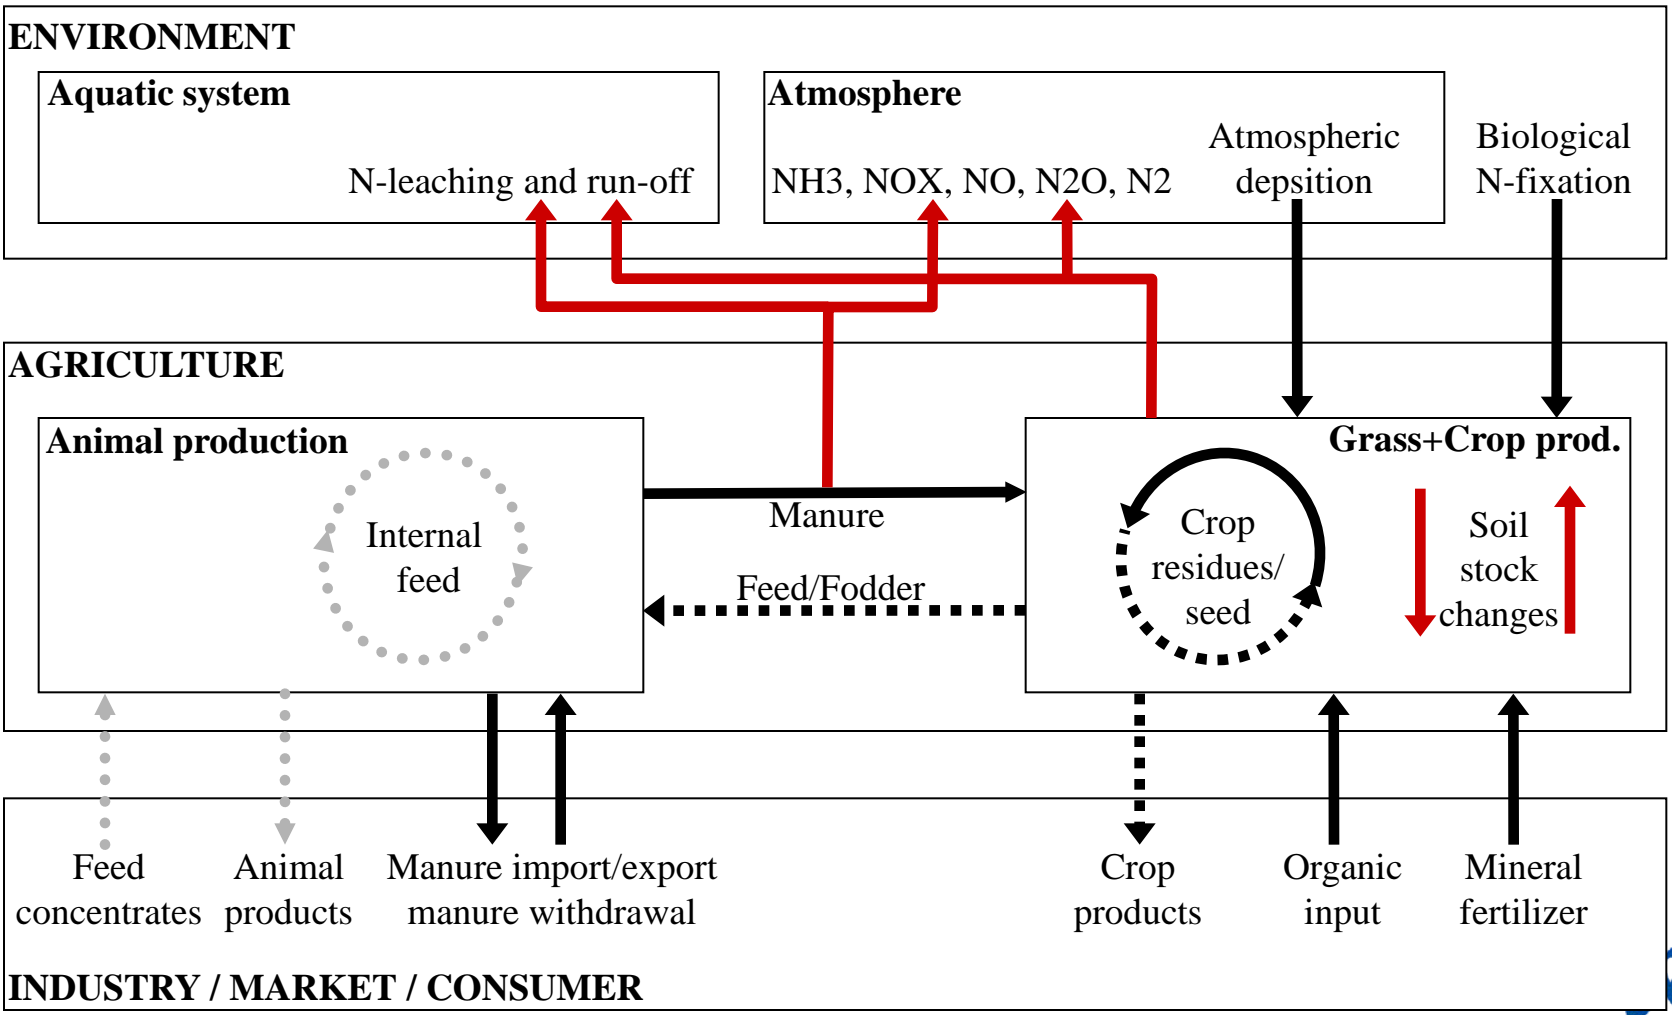 ENVIRONMENT
Aquatic system
N-leaching and run-off
Atmosphere
NH3, NOX, NO, N2O, N2
Atmospheric
depsition
Biological
N-fixation
AGRICULTURE
Animal production
Internal
feed
Manure
Feed/Fodder
Grass+Crop prod.
Crop
residues/
seed
Soil
stock
changes
Feed
concentrates
Animal
products
Manure import/export
manure withdrawal
Crop
products
Organic
input
Mineral
fertilizer
INDUSTRY / MARKET / CONSUMER